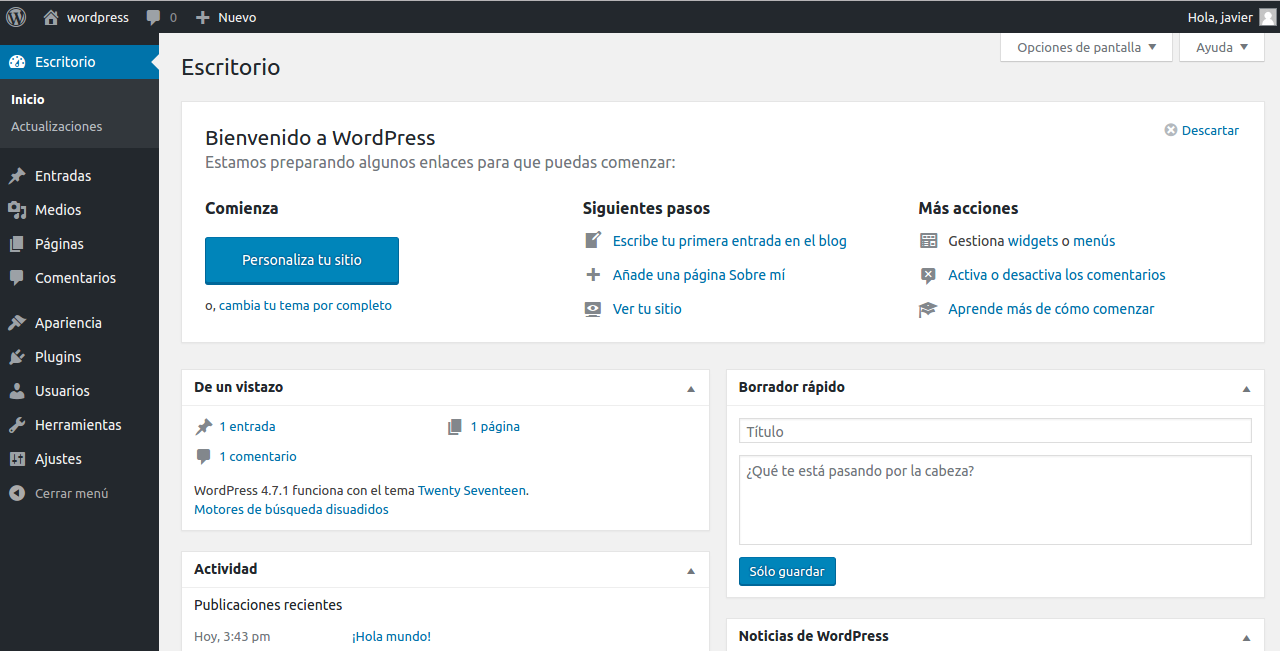 wordpress 0 Nuevo Hola, javier
Opciones de pantalla Ayuda
Escritorio
Inicio
Actualizaciones
Entradas
Medios
Páginas
Comentarios
Apariencia
Plugins
Usuarios
Herramientas
Ajustes
Cerrar menú
Escritorio
Bienvenido a WordPress
Descartar
Estamos preparando algunos enlaces para que puedas comenzar:
Comienza
Personaliza tu sitio
o, cambia tu tema por completo
Siguientes pasos
Escribe tu primera entrada en el blog
Añade una página Sobre mí
Ver tu sitio
Más acciones
Gestiona widgets o menús
Activa o desactiva los comentarios
Aprende más de cómo comenzar
De un vistazo
1 entrada 1 página
1 comentario
WordPress 4.7.1 funciona con el tema Twenty Seventeen.
Motores de búsqueda disuadidos
Actividad
Publicaciones recientes
Hoy, 3:43 pm ¡Hola mundo!
Borrador rápido
Título
¿Qué te está pasando por la cabeza?
Sólo guardar
Noticias de WordPress